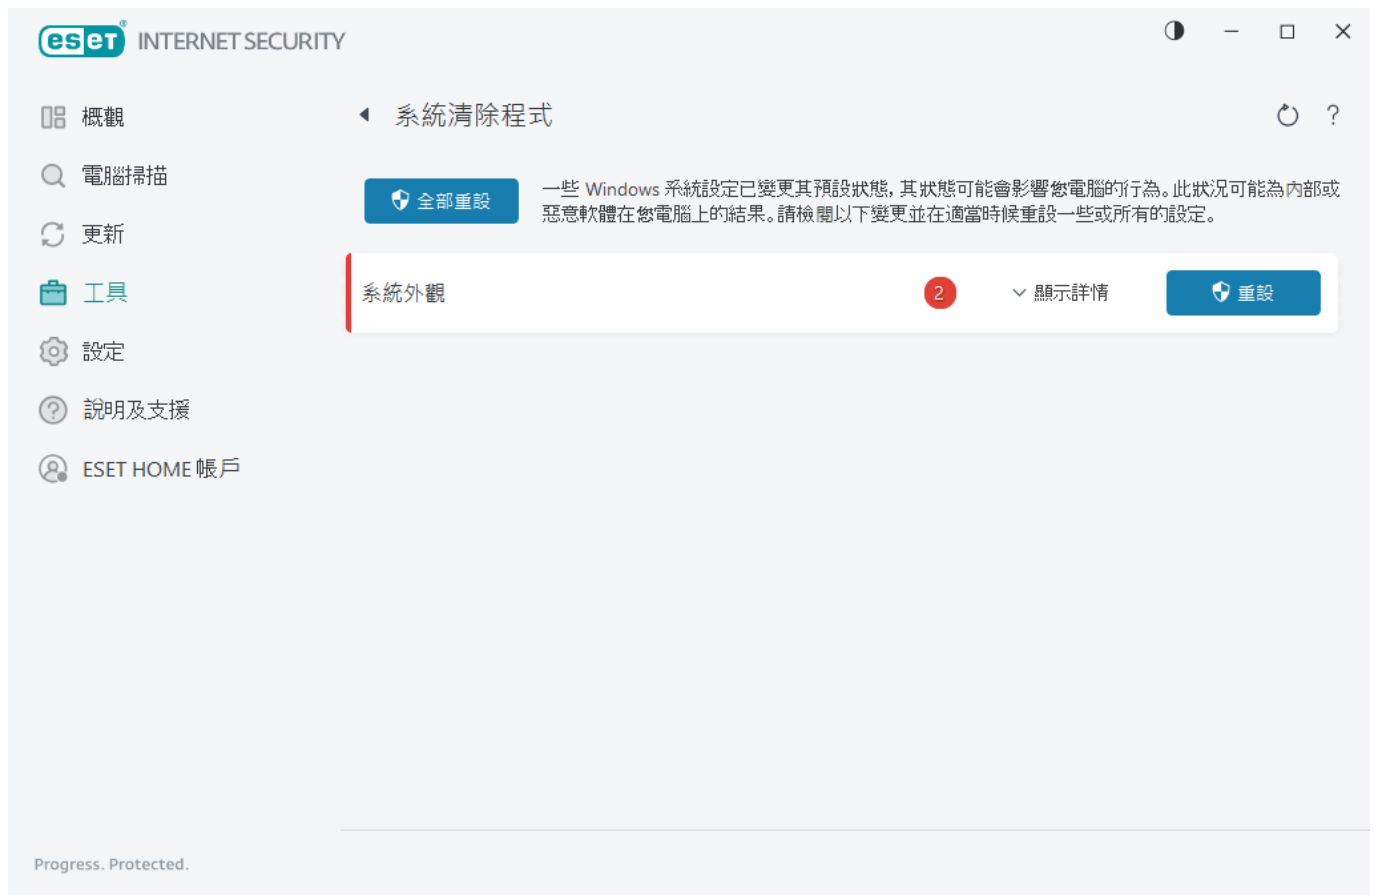 eset® INTERNET SECURITY
概觀
電腦掃描
更新
工具
設定
說明及支援
ESET HOME 帳戶
系統清除程式
?
全部重設
一些 Windows 系統設定已變更其預設狀態, 其狀態可能會影響您電腦的行為。此狀況可能為內部或
惡意軟體在您電腦上的結果。請檢閱以下變更並在適當時候重設一些或所有的設定。
系統外觀
2
顯示詳情
重設
Progress. Protected.